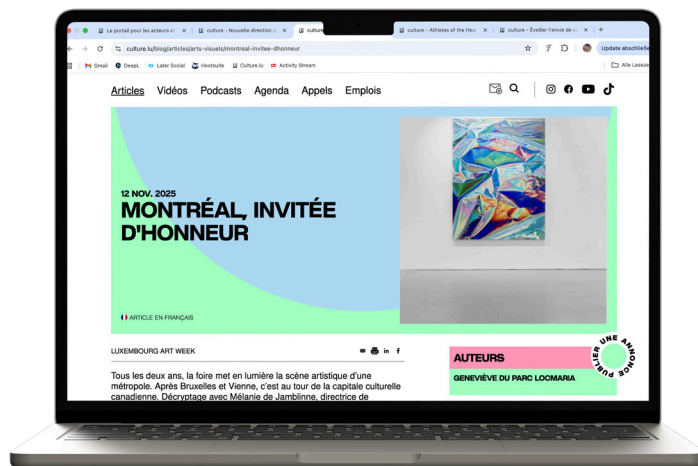 Le portail pour les acteurs et
culture - Nouvelle direction p
culture
culture - Athletes of the Hea
culture - Éveiller l'envie de
culture.lu/blog/articles/arts-visuels/montreal-invitee-dhonneur
Update abschließe
Gmail DeepL Later Social Hootsuite Culture.lu Activity Stream
Alle Leseze
Articles Vidéos Podcasts Agenda Appels Emplois
12 NOV. 2025
MONTRÉAL, INVITÉE
D'HONNEUR
ARTICLE EN FRANÇAIS
LUXEMBOURG ART WEEK
in f
Tous les deux ans, la foire met en lumière la scène artistique d'une
métropole. Après Bruxelles et Vienne, c'est au tour de la capitale culturelle
canadienne. Décryptage avec Mélanie de Jamblinne, directrice de
AUTEURS
GENEVIÈVE DU PARC LOCMARIA
PUBLIER UNE ANNONCE